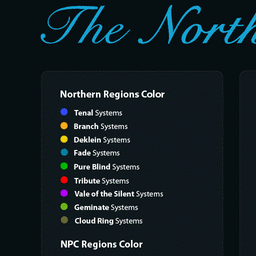 The North
Northern Regions Color
Tenal Systems
Branch Systems
Deklein Systems
Fade Systems
Pure Blind Systems
Tribute Systems
Vale of the Silent Systems
Geminate Systems
Cloud Ring Systems
NPC Regions Color